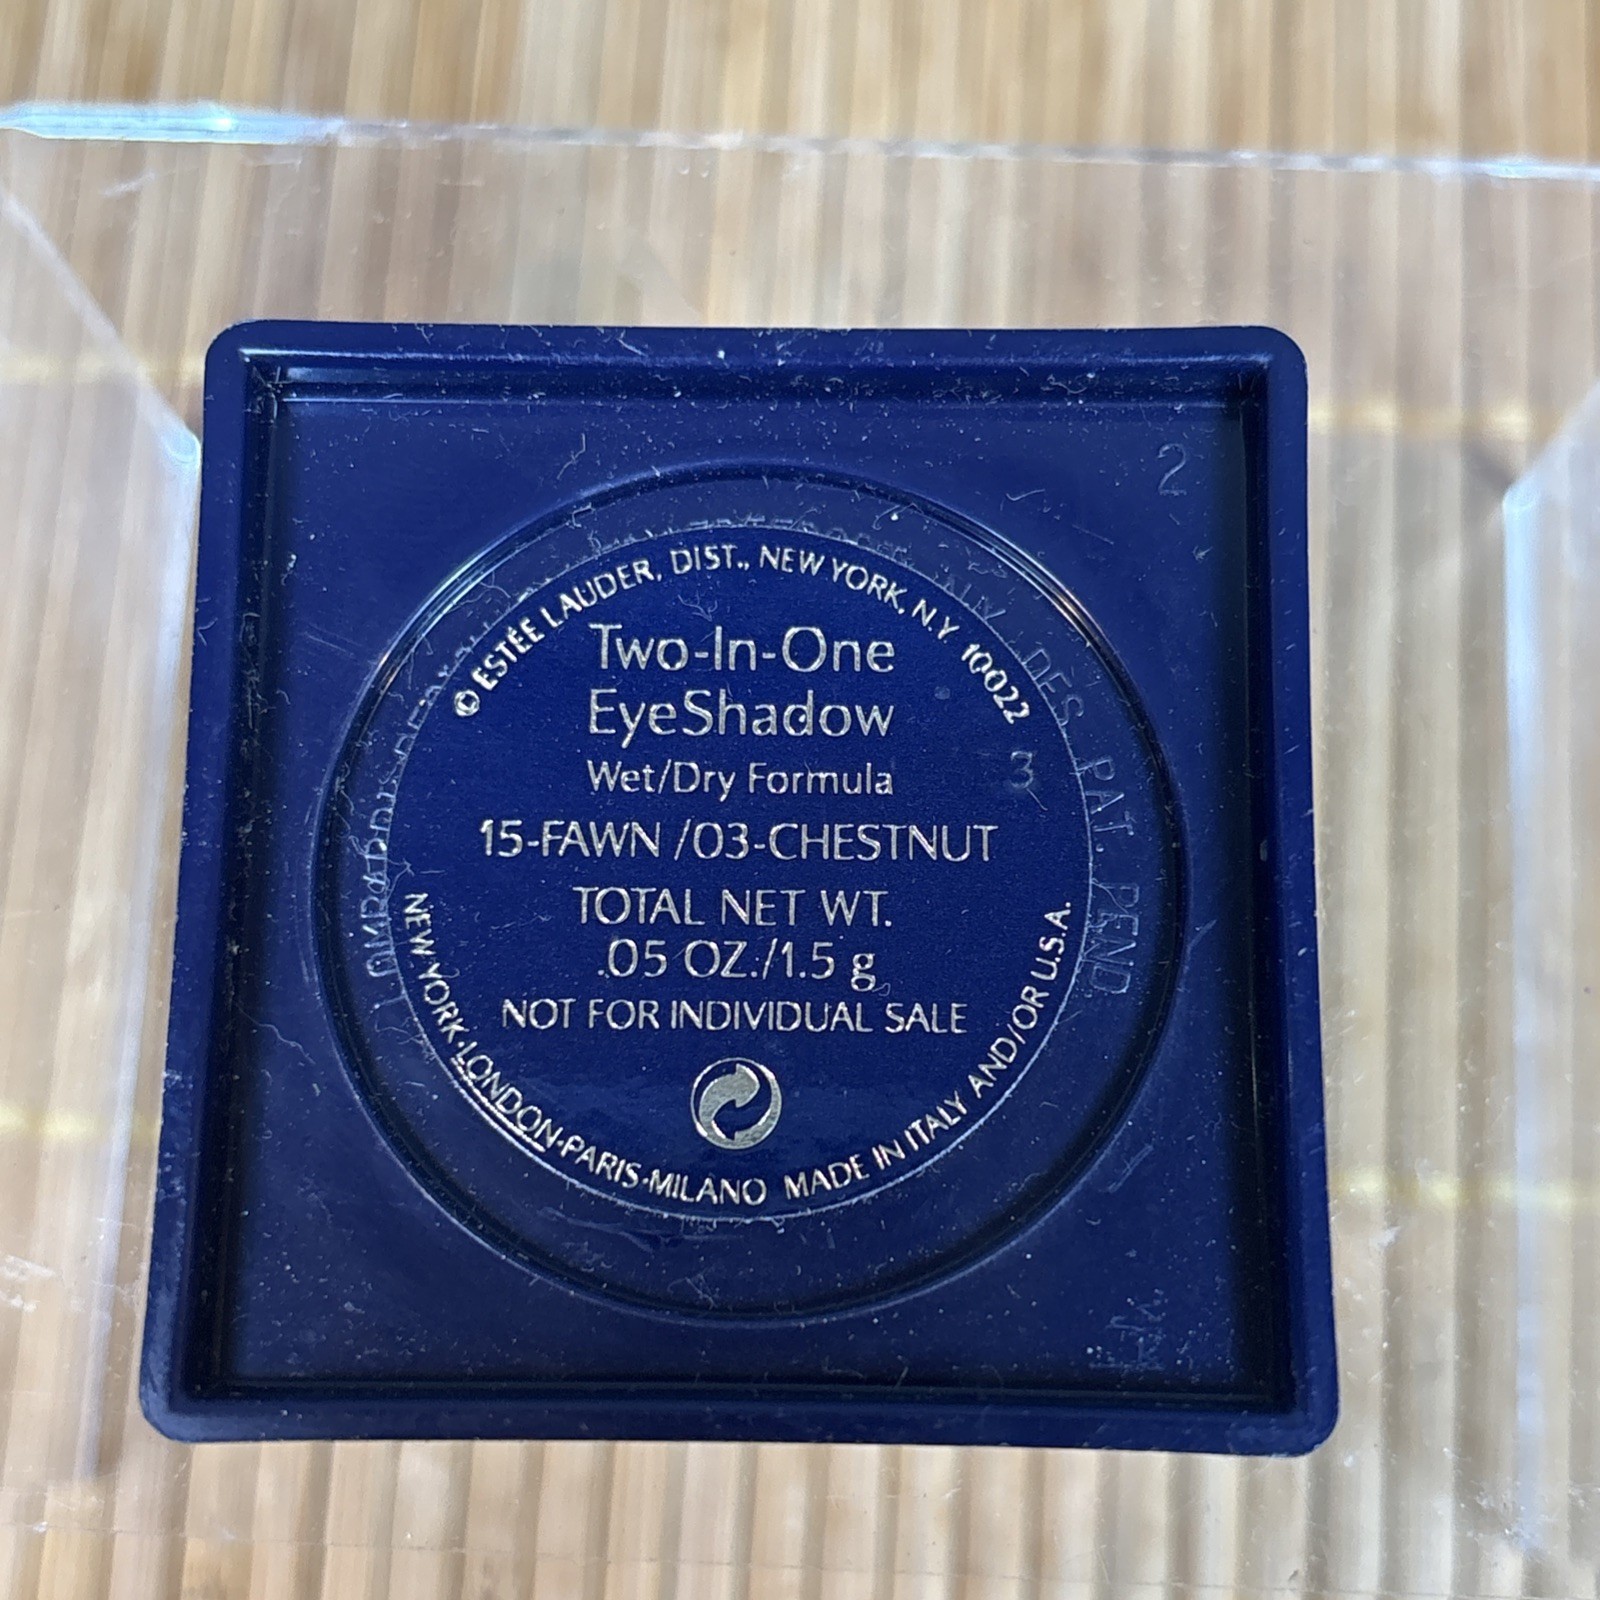 © ESTÉE LAUDER, DIST., NEW YORK, N.Y. 10022
Two-In-One
EyeShadow
Wet/Dry Formula
15-FAWN /03-CHESTNUT
TOTAL NET WT.
.05 OZ./1.5 g
NOT FOR INDIVIDUAL SALE
NEW YORK·LONDON·PARIS·MILANO MADE IN ITALY AND/OR U.S.A.
DES. PAT. PEND
2
3